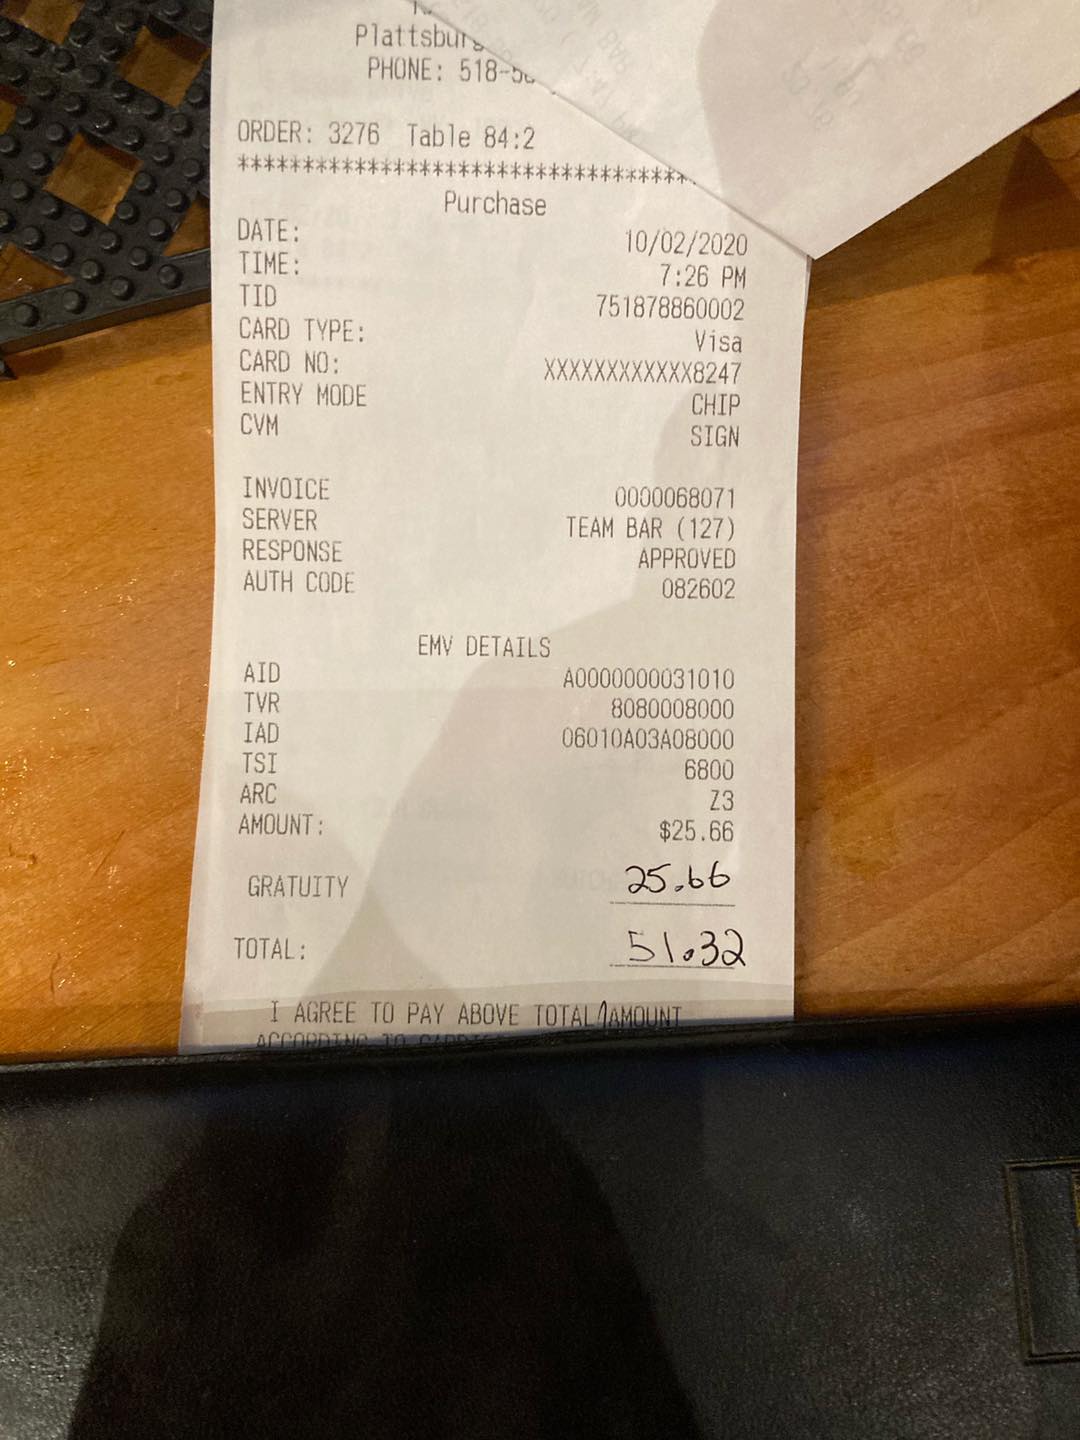 PHONE: 518-
ORDER: 3276 Table 84:2
***********************************
Purchase
DATE: 10/02/2020
TIME: 7:26 PM
TID 751878860002
CARD TYPE: Visa
CARD NO: XXXXXXXXXXXX8247
ENTRY MODE CHIP
CVM SIGN
INVOICE 0000068071
SERVER TEAM BAR (127)
RESPONSE APPROVED
AUTH CODE 082602
EMV DETAILS
AID A0000000031010
TVR 8080008000
IAD 06010A03A08000
TSI 6800
ARC Z3
AMOUNT: $25.66
GRATUITY 25.66
TOTAL: 51.32
I AGREE TO PAY ABOVE TOTAL AMOUNT
ACCORDING TO